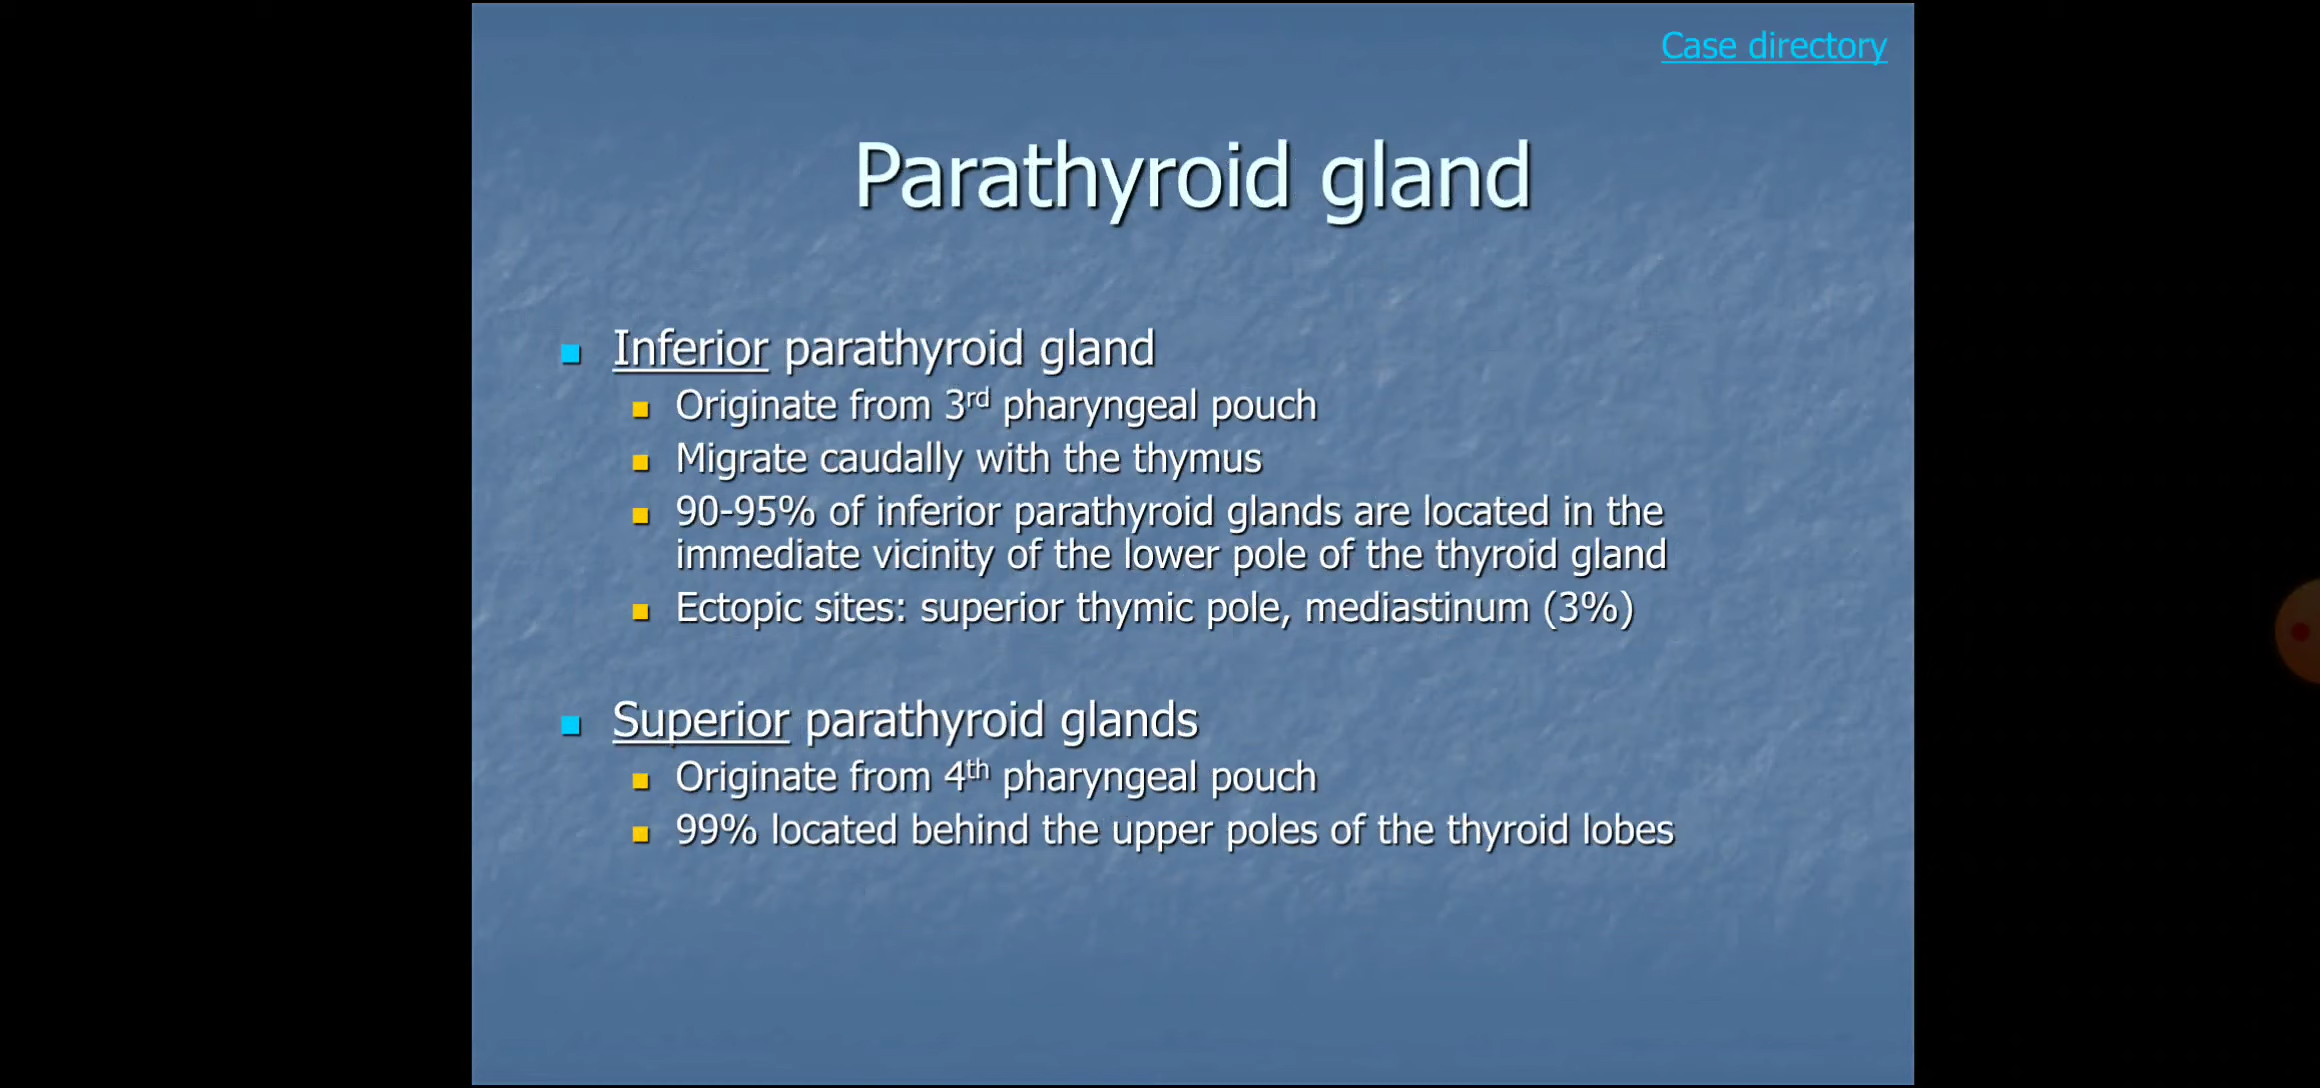 Case directory
Parathyroid gland
Inferior parathyroid gland
Originate from 3rd pharyngeal pouch
Migrate caudally with the thymus
90-95% of inferior parathyroid glands are located in the
immediate vicinity of the lower pole of the thyroid gland
Ectopic sites: superior thymic pole, mediastinum (3%)
Superior parathyroid glands
Originate from 4th pharyngeal pouch
99% located behind the upper poles of the thyroid lobes